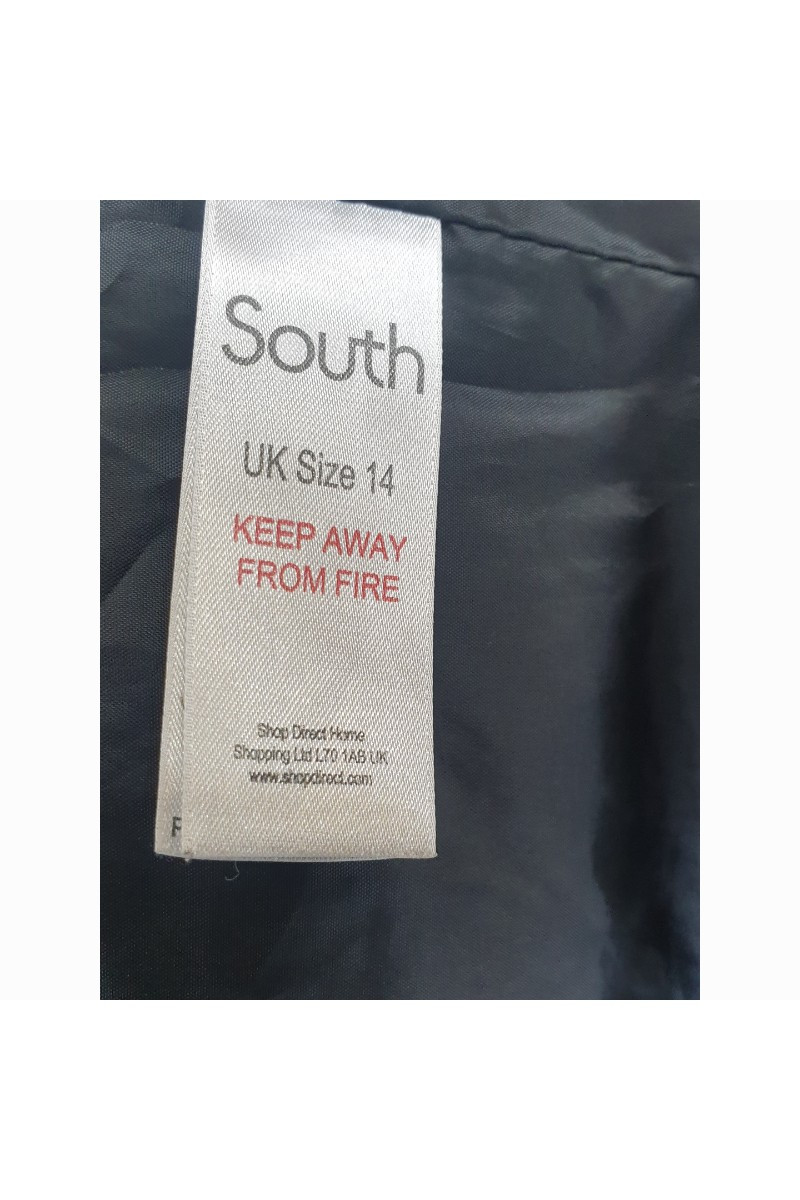 South
UK Size 14
KEEP AWAY
FROM FIRE
Shop Direct Home
Shopping Ltd L70 1AB UK
www.shopdirect.com